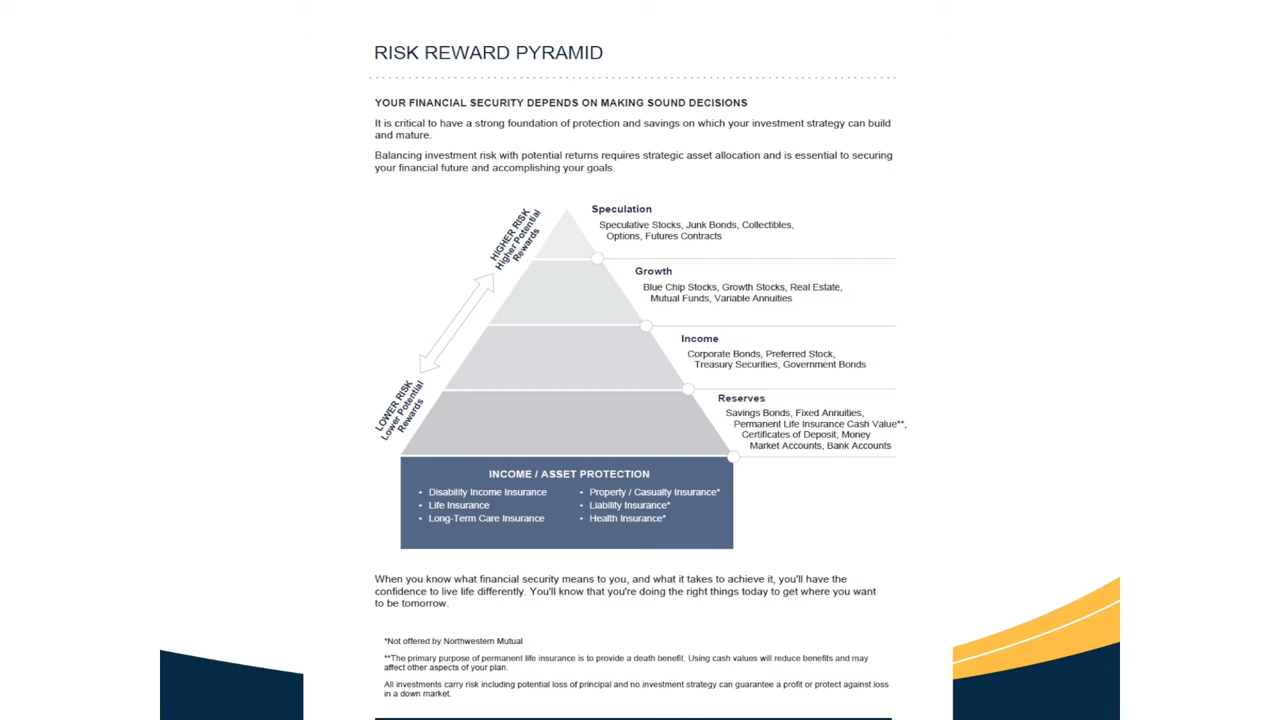 RISK REWARD PYRAMID
YOUR FINANCIAL SECURITY DEPENDS ON MAKING SOUND DECISIONS
It is critical to have a strong foundation of protection and savings on which your investment strategy can build
and mature.
Balancing investment risk with potential returns requires strategic asset allocation and is essential to securing
your financial future and accomplishing your goals.
HIGHER RISK
Higher Potential
Rewards
Speculation
Speculative Stocks, Junk Bonds, Collectibles,
Options, Futures Contracts
Growth
Blue Chip Stocks, Growth Stocks, Real Estate,
Mutual Funds, Variable Annuities
Income
Corporate Bonds, Preferred Stock,
Treasury Securities, Government Bonds
LOWER RISK
Lower Potential
Rewards
Reserves
Savings Bonds, Fixed Annuities,
Permanent Life Insurance Cash Value**,
Certificates of Deposit, Money
Market Accounts, Bank Accounts
INCOME / ASSET PROTECTION
• Disability Income Insurance
• Life Insurance
• Long-Term Care Insurance
• Property / Casualty Insurance*
• Liability Insurance*
• Health Insurance*
When you know what financial security means to you, and what it takes to achieve it, you'll have the
confidence to live life differently. You'll know that you're doing the right things today to get where you want
to be tomorrow.
*Not offered by Northwestern Mutual
**The primary purpose of permanent life insurance is to provide a death benefit. Using cash values will reduce benefits and may
affect other aspects of your plan.
All investments carry risk including potential loss of principal and no investment strategy can guarantee a profit or protect against loss
in a down market.